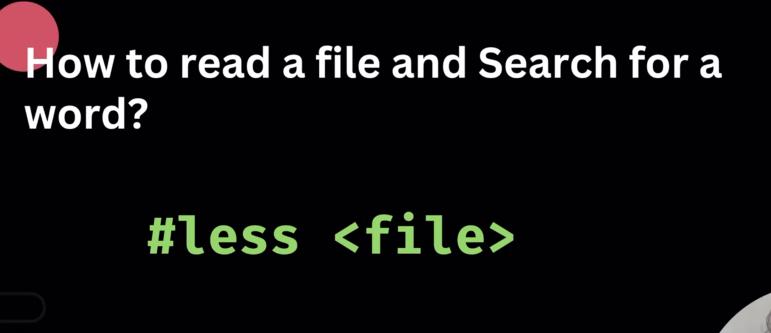 How to read a file and Search for a
word?
#less <file>